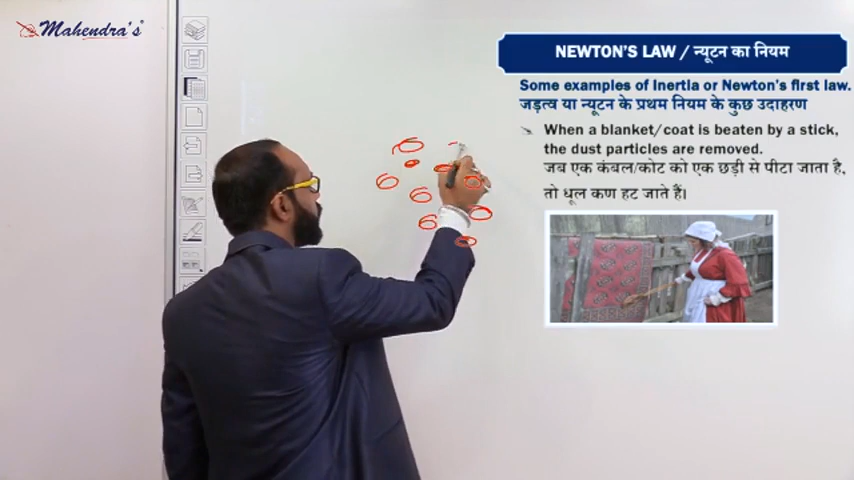 Mahendra's
NEWTON'S LAW / न्यूटन का नियम
Some examples of Inertia or Newton's first law.
जड़त्व या न्यूटन के प्रथम नियम के कुछ उदाहरण
When a blanket/coat is beaten by a stick,
the dust particles are removed.
जब एक कंबल/कोट को एक छड़ी से पीटा जाता है,
तो धूल कण हट जाते हैं।